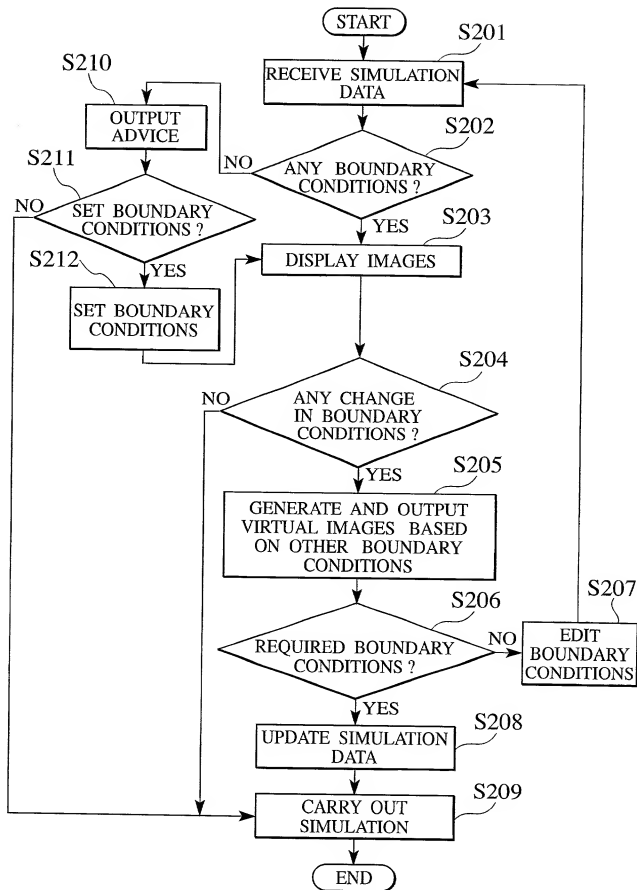 START
S201
RECEIVE SIMULATION
DATA
S210
OUTPUT
ADVICE
S202
NO
ANY BOUNDARY
CONDITIONS ?
YES
S211
NO
SET BOUNDARY
CONDITIONS ?
YES
S203
DISPLAY IMAGES
S212
SET BOUNDARY
CONDITIONS
S204
NO
ANY CHANGE
IN BOUNDARY
CONDITIONS ?
YES
S205
GENERATE AND OUTPUT
VIRTUAL IMAGES BASED
ON OTHER BOUNDARY
CONDITIONS
S206
REQUIRED BOUNDARY
CONDITIONS ?
NO
YES
S207
EDIT
BOUNDARY
CONDITIONS
S208
UPDATE SIMULATION
DATA
S209
CARRY OUT
SIMULATION
END